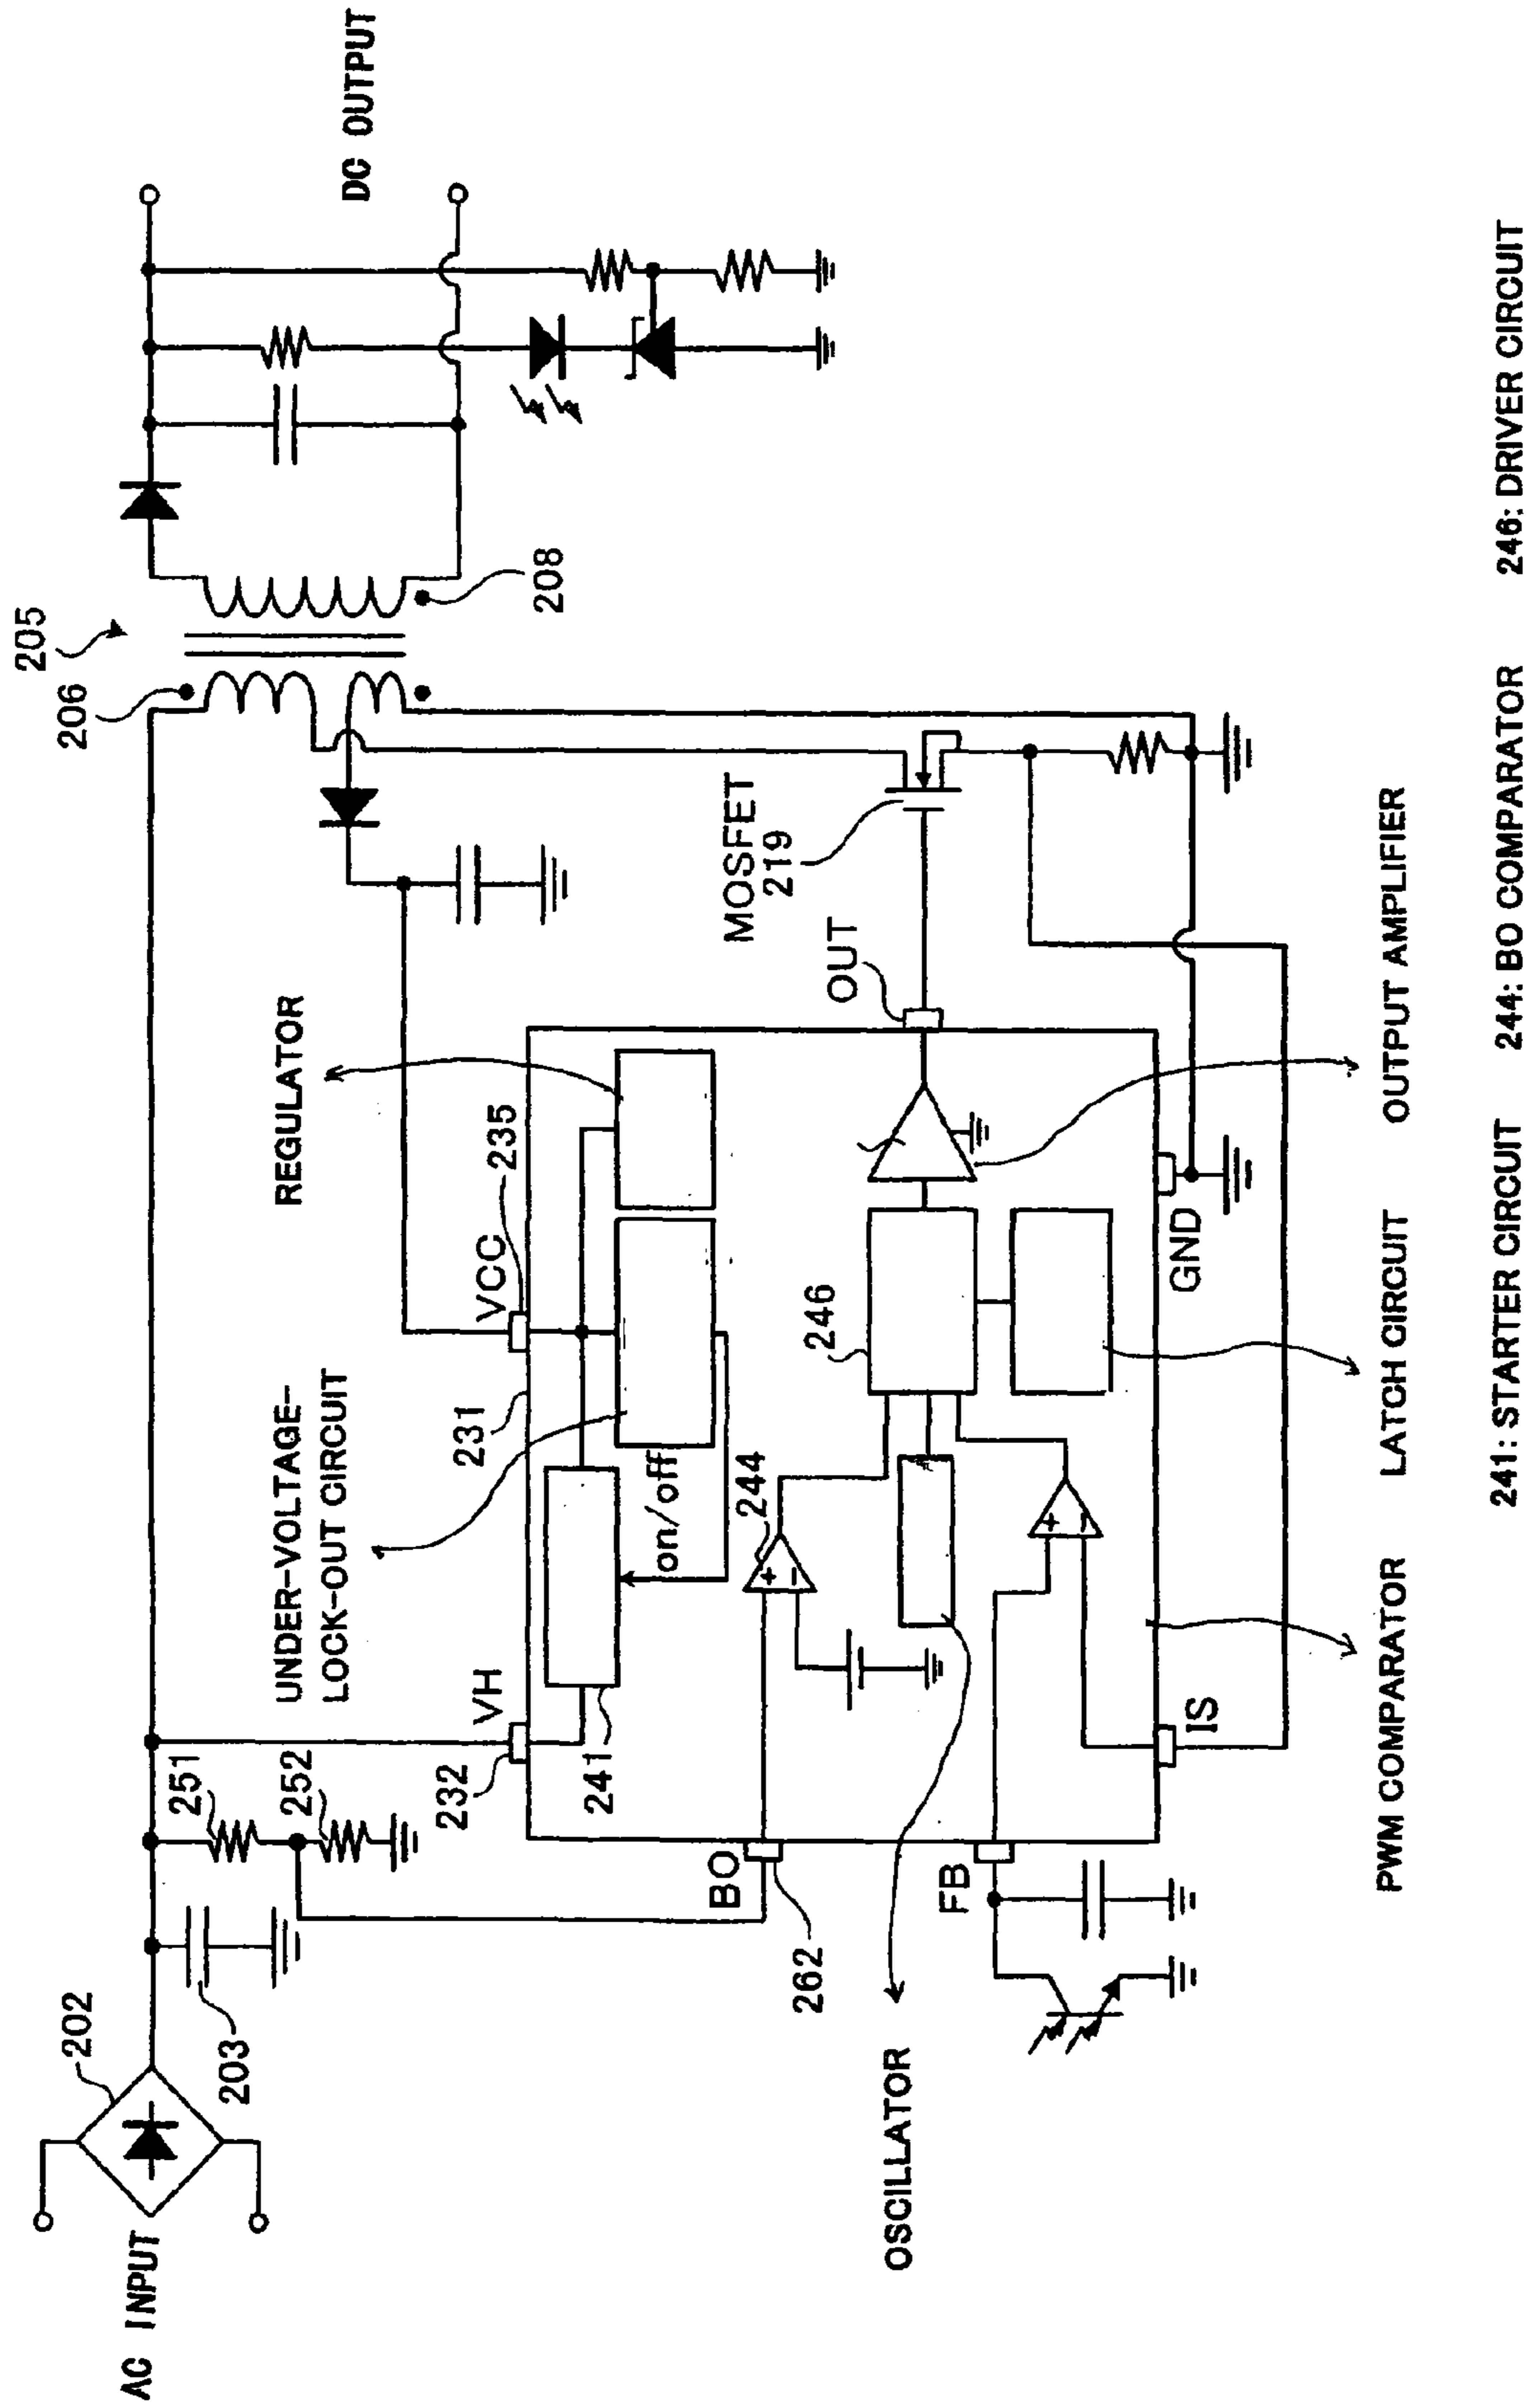 205
206
208
DC OUTPUT
AC INPUT
202
203
251
252
232
VH
UNDER-VOLTAGE-
LOCK-OUT CIRCUIT
231
VCC
235
REGULATOR
241
on/off
MOSFET
219
OUT
BO
262
244
246
FB
IS
GND
OSCILLATOR
+
-
+
-
PWM COMPARATOR
LATCH CIRCUIT
OUTPUT AMPLIFIER
241: STARTER CIRCUIT
244: BO COMPARATOR
246: DRIVER CIRCUIT